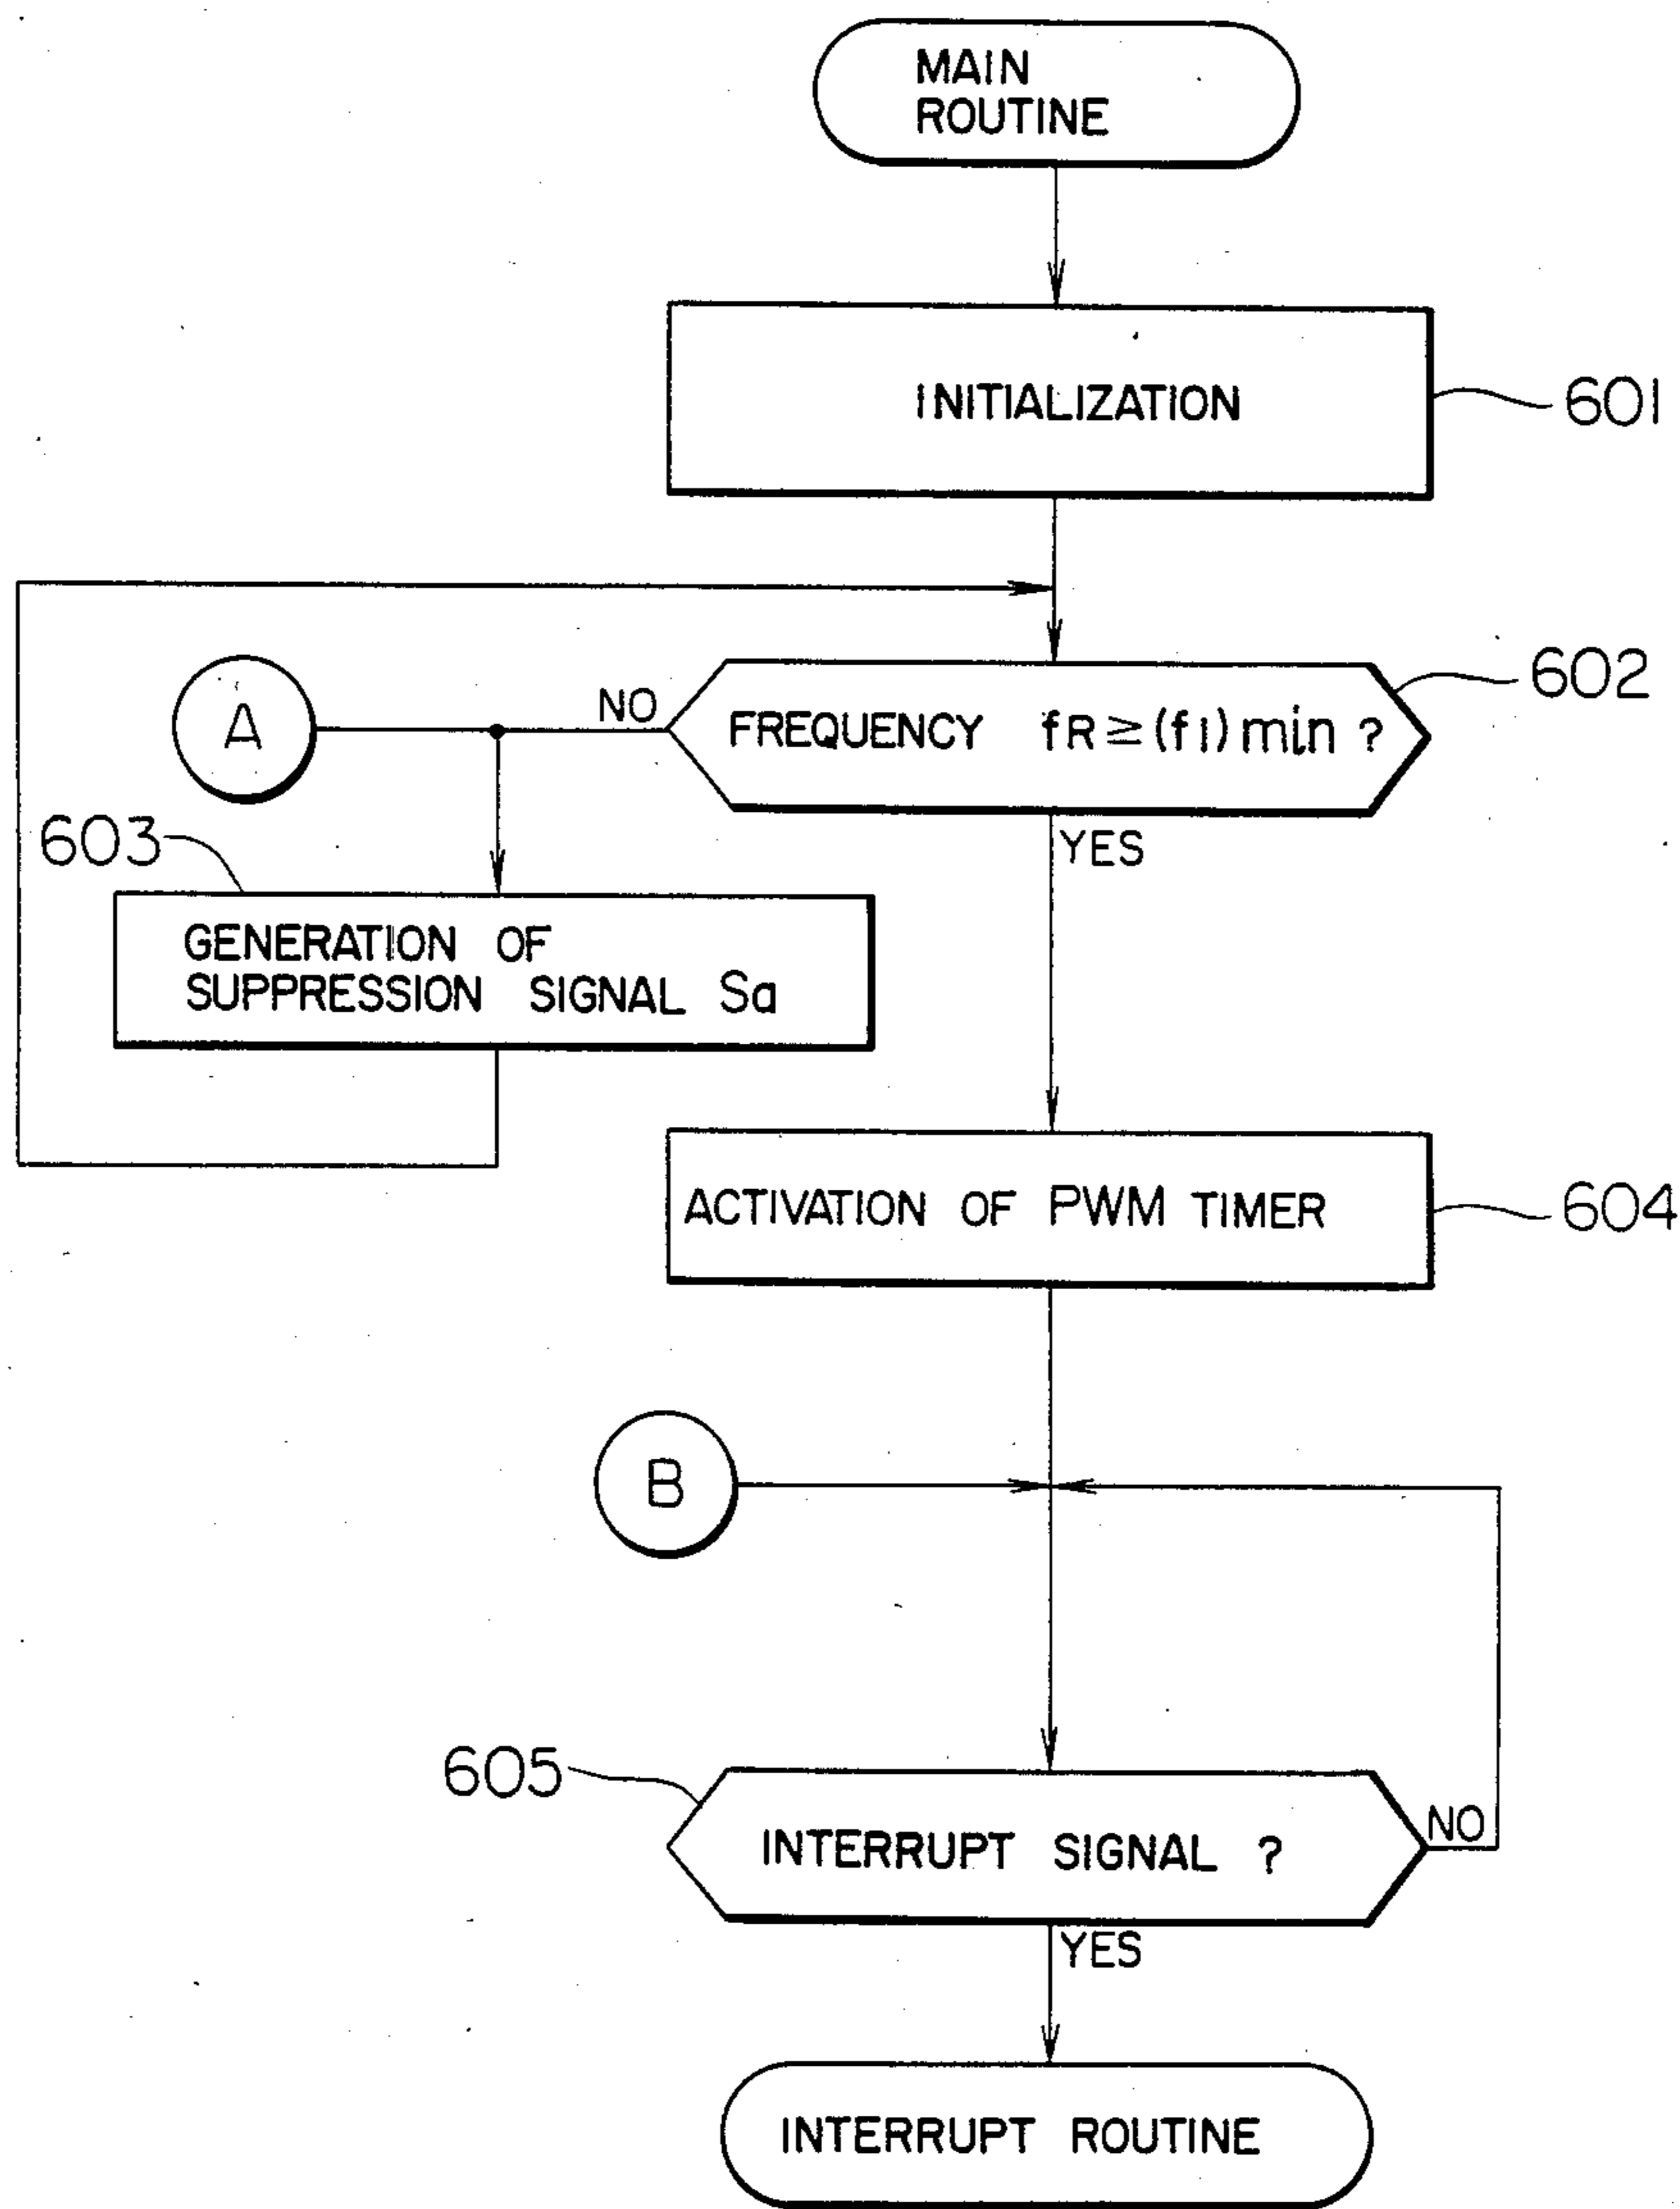 MAIN
ROUTINE
INITIALIZATION
601
602
A
NO
FREQUENCY fR ≥ (f1) min ?
YES
603
GENERATION OF
SUPPRESSION SIGNAL Sa
ACTIVATION OF PWM TIMER
604
B
605
INTERRUPT SIGNAL ?
NO
YES
INTERRUPT ROUTINE